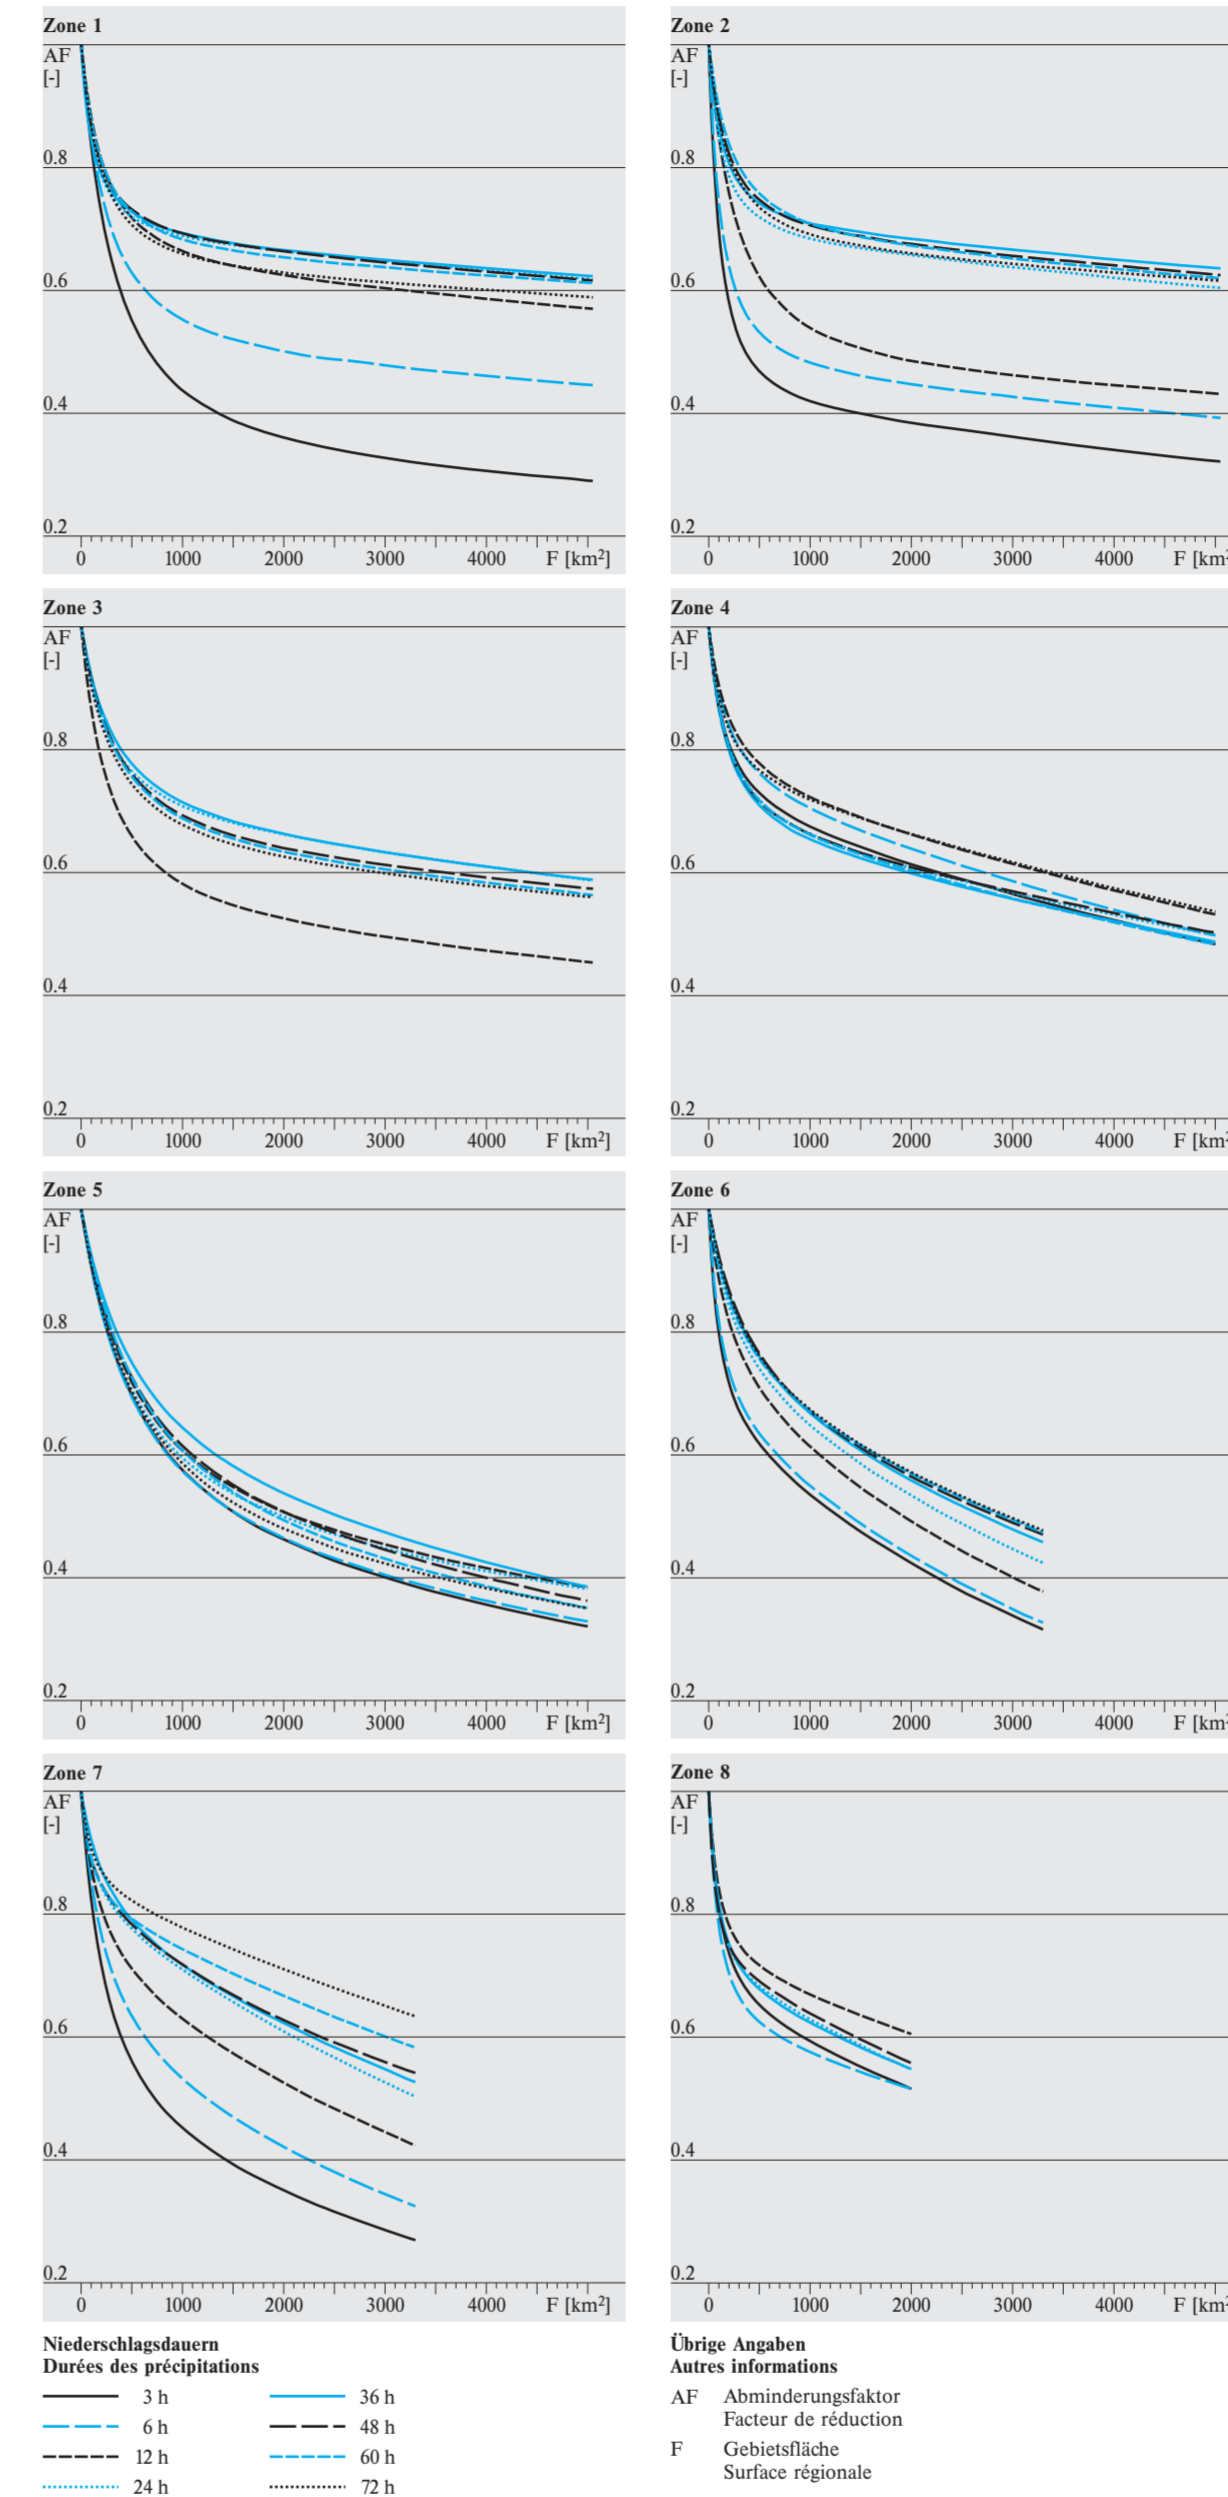 Zone 1
AF
[-]
0.8
0.6
0.4
0.2
0 1000 2000 3000 4000 F [km²]
Zone 2
AF
[-]
0.8
0.6
0.4
0.2
0 1000 2000 3000 4000 F [km²
Zone 3
AF
[-]
0.8
0.6
0.4
0.2
0 1000 2000 3000 4000 F [km²]
Zone 4
AF
[-]
0.8
0.6
0.4
0.2
0 1000 2000 3000 4000 F [km²
Zone 5
AF
[-]
0.8
0.6
0.4
0.2
0 1000 2000 3000 4000 F [km²]
Zone 6
AF
[-]
0.8
0.6
0.4
0.2
0 1000 2000 3000 4000 F [km²
Zone 7
AF
[-]
0.8
0.6
0.4
0.2
0 1000 2000 3000 4000 F [km²]
Zone 8
AF
[-]
0.8
0.6
0.4
0.2
0 1000 2000 3000 4000 F [km²
Niederschlagsdauern
Durées des précipitations
3 h
6 h
12 h
24 h
36 h
48 h
60 h
72 h
Übrige Angaben
Autres informations
AF Abminderungsfaktor
Facteur de réduction
F Gebietsfläche
Surface régionale